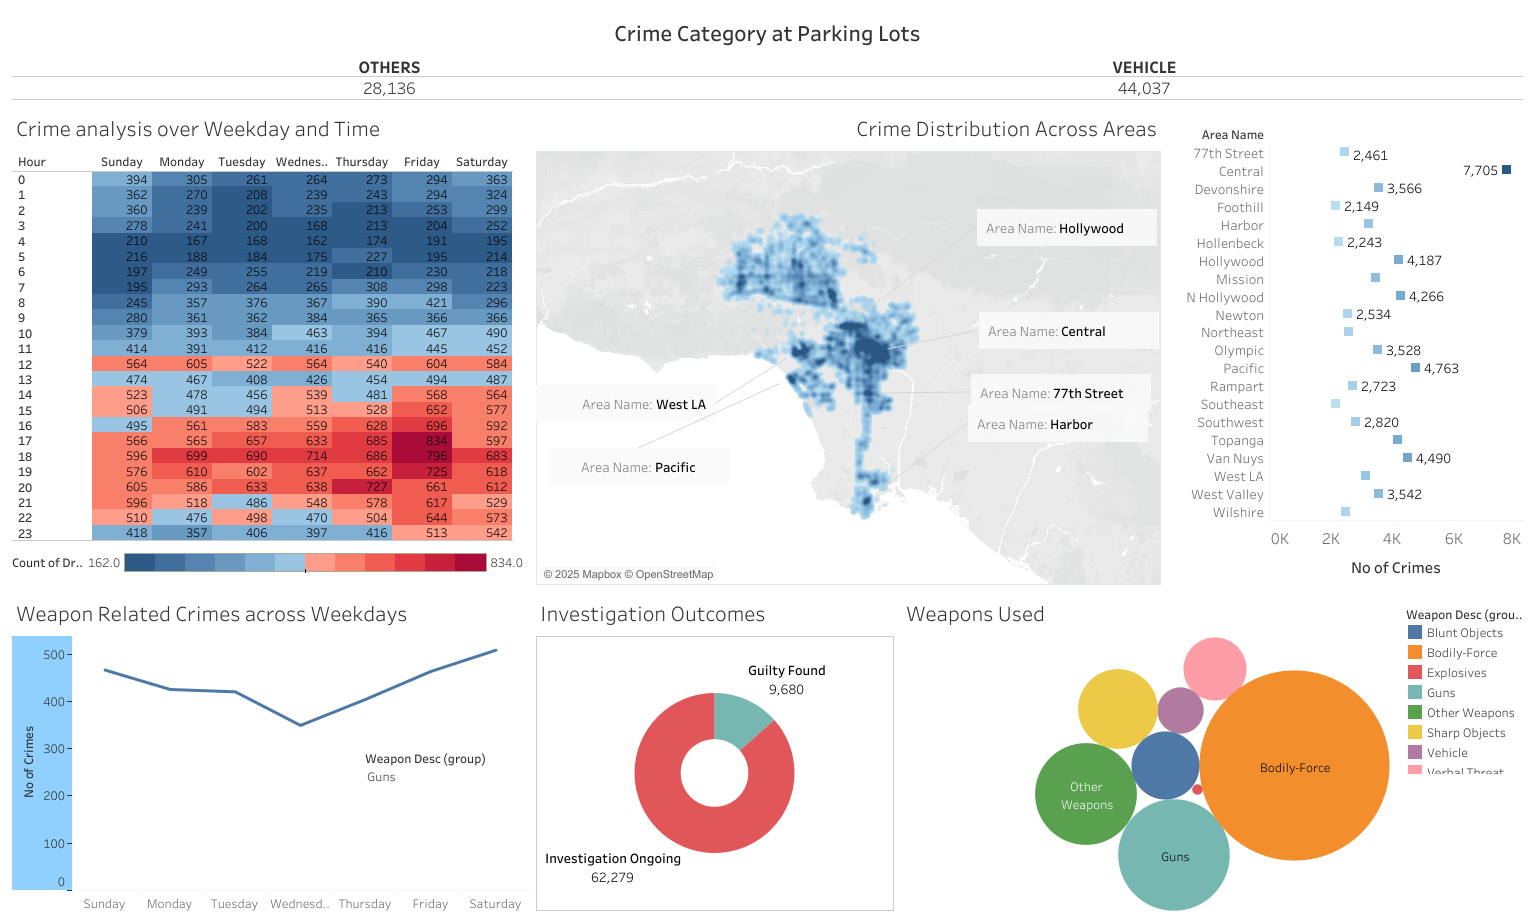 Crime Category at Parking Lots
OTHERS VEHICLE
28,136 44,037
Crime analysis over Weekday and Time
Hour Sunday Monday Tuesday Wednes.. Thursday Friday Saturday
0 394 305 261 264 273 294 363
1 362 270 208 239 243 294 324
2 360 239 202 235 213 253 299
3 278 241 200 168 213 204 252
4 210 167 168 162 174 191 195
5 216 188 184 175 227 195 214
6 197 249 255 219 210 230 218
7 195 293 264 265 308 298 223
8 245 357 376 367 390 421 296
9 280 361 362 384 365 366 366
10 379 393 384 463 394 467 490
11 414 391 412 416 416 445 452
12 564 605 522 564 540 604 584
13 474 467 408 426 454 494 487
14 523 478 456 539 481 568 564
15 506 491 494 513 528 652 577
16 495 561 583 559 628 696 592
17 566 565 657 633 685 834 597
18 596 699 690 714 686 796 683
19 576 610 602 637 662 725 618
20 605 586 633 638 727 661 612
21 596 518 486 548 578 617 529
22 510 476 498 470 504 644 573
23 418 357 406 397 416 513 542
Count of Dr.. 162.0 834.0
Crime Distribution Across Areas
Area Name: Hollywood
Area Name: Central
Area Name: West LA
Area Name: 77th Street
Area Name: Harbor
Area Name: Pacific
© 2025 Mapbox © OpenStreetMap
Area Name
77th Street 2,461
Central 7,705
Devonshire 3,566
Foothill 2,149
Harbor
Hollenbeck 2,243
Hollywood 4,187
Mission
N Hollywood 4,266
Newton 2,534
Northeast
Olympic 3,528
Pacific 4,763
Rampart 2,723
Southeast
Southwest 2,820
Topanga
Van Nuys 4,490
West LA
West Valley 3,542
Wilshire
0K 2K 4K 6K 8K
No of Crimes
Weapon Related Crimes across Weekdays
No of Crimes
500
400
300
200
100
0
Weapon Desc (group)
Guns
Sunday Monday Tuesday Wednesd.. Thursday Friday Saturday
Investigation Outcomes
Guilty Found
9,680
Investigation Ongoing
62,279
Weapons Used
Bodily-Force
Other
Weapons
Guns
Weapon Desc (grou..
Blunt Objects
Bodily-Force
Explosives
Guns
Other Weapons
Sharp Objects
Vehicle
Verbal Threat